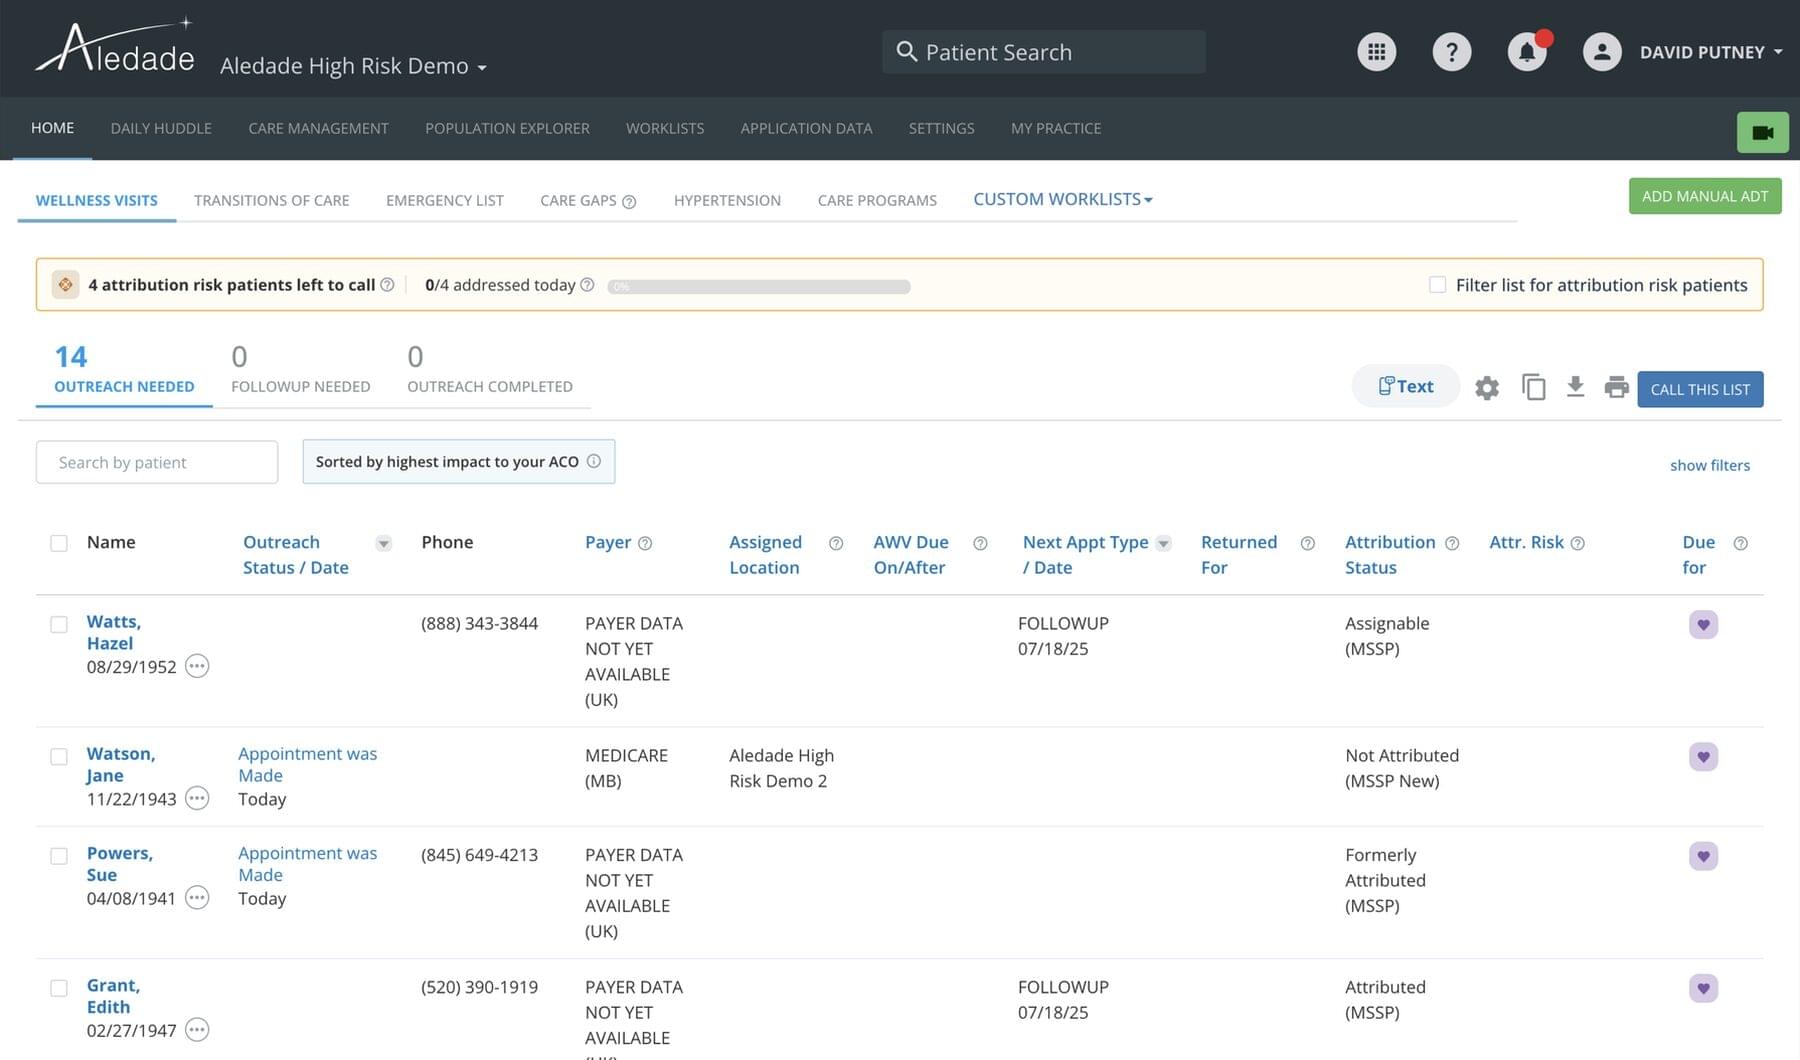 Aledade
Aledade High Risk Demo
Patient Search
?
DAVID PUTNEY
HOME DAILY HUDDLE CARE MANAGEMENT POPULATION EXPLORER WORKLISTS APPLICATION DATA SETTINGS MY PRACTICE
WELLNESS VISITS TRANSITIONS OF CARE EMERGENCY LIST CARE GAPS ? HYPERTENSION CARE PROGRAMS CUSTOM WORKLISTS
ADD MANUAL ADT
4 attribution risk patients left to call ? 0/4 addressed today ? 0% Filter list for attribution risk patients
14 0 0
OUTREACH NEEDED FOLLOWUP NEEDED OUTREACH COMPLETED
Text CALL THIS LIST
Search by patient Sorted by highest impact to your ACO show filters
Name Outreach Phone Payer ? Assigned ? AWV Due ? Next Appt Type Returned ? Attribution ? Attr. Risk ? Due ?
Status / Date Location On/After / Date For Status for
Watts, (888) 343-3844 PAYER DATA FOLLOWUP Assignable
Hazel NOT YET 07/18/25 (MSSP)
08/29/1952 AVAILABLE
(UK)
Watson, Appointment was MEDICARE Aledade High Not Attributed
Jane Made (MB) Risk Demo 2 (MSSP New)
11/22/1943 Today
Powers, Appointment was (845) 649-4213 PAYER DATA Formerly
Sue Made NOT YET Attributed
04/08/1941 Today AVAILABLE (MSSP)
(UK)
Grant, (520) 390-1919 PAYER DATA FOLLOWUP Attributed
Edith NOT YET 07/18/25 (MSSP)
02/27/1947 AVAILABLE